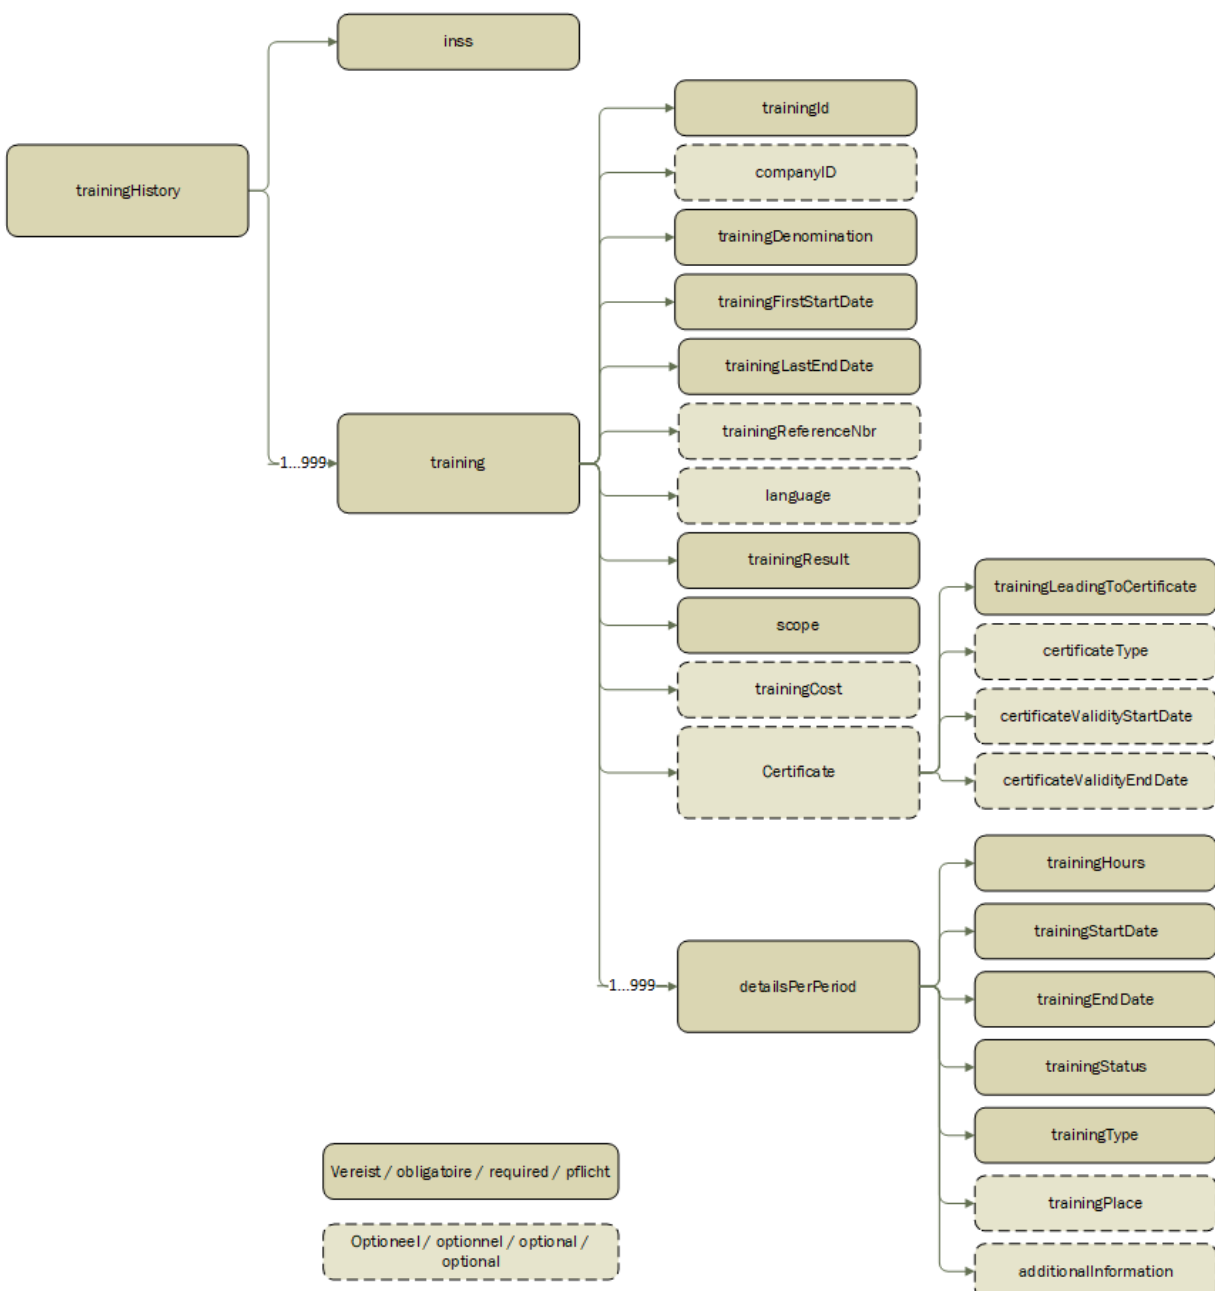 inss
trainingId
companyID
trainingHistory
trainingDenomination
trainingFirstStartDate
trainingLastEndDate
trainingReferenceNbr
1...999
training
language
trainingResult
trainingLeadingToCertificate
scope
certificateType
trainingCost
certificateValidityStartDate
Certificate
certificateValidityEndDate
trainingHours
trainingStartDate
1...999
detailsPerPeriod
trainingEndDate
trainingStatus
trainingType
Vereist / obligatoire / required / pflicht
trainingPlace
Optioneel / optionnel / optional /
optional
additionalInformation